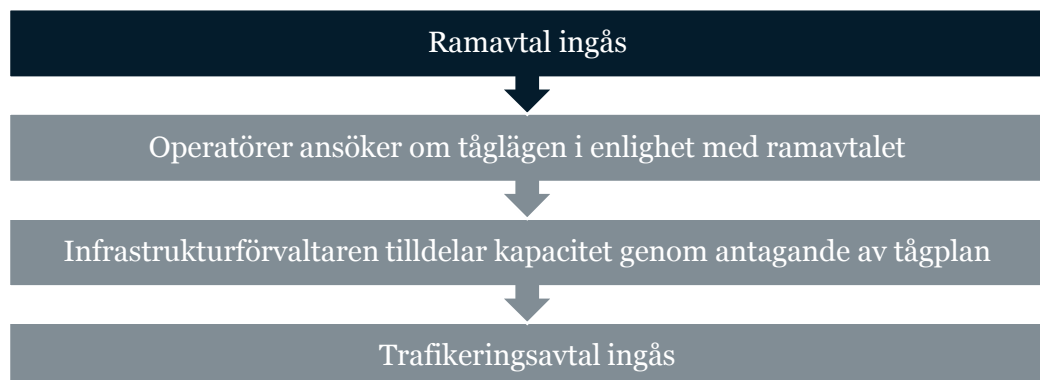 Ramavtal ingås
Operatörer ansöker om tåglägen i enlighet med ramavtalet
Infrastrukturförvaltaren tilldelar kapacitet genom antagande av tågplan
Trafikeringsavtal ingås